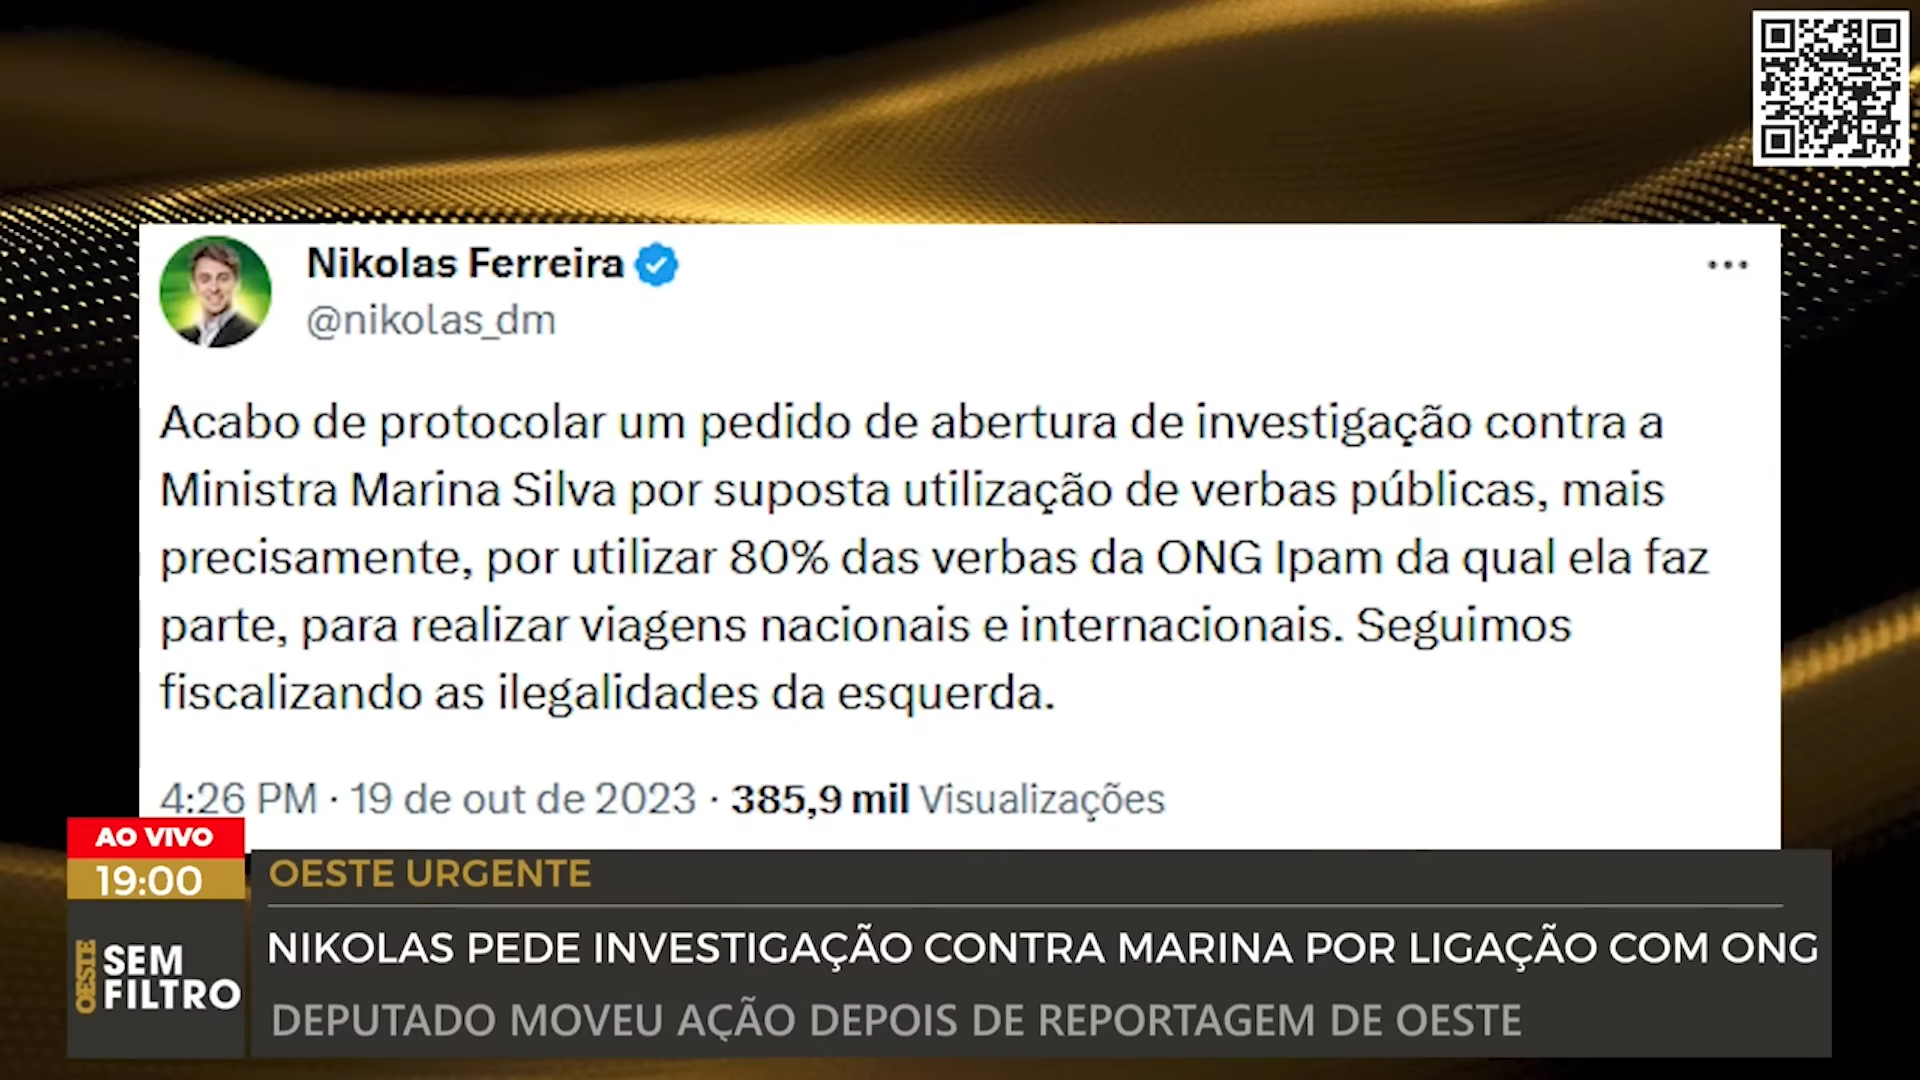 Nikolas Ferreira
@nikolas_dm
Acabo de protocolar um pedido de abertura de investigação contra a
Ministra Marina Silva por suposta utilização de verbas públicas, mais
precisamente, por utilizar 80% das verbas da ONG Ipam da qual ela faz
parte, para realizar viagens nacionais e internacionais. Seguimos
fiscalizando as ilegalidades da esquerda.
4:26 PM · 19 de out de 2023 · 385,9 mil Visualizações
AO VIVO
19:00
OESTE URGENTE
OESTE
SEM
FILTRO
NIKOLAS PEDE INVESTIGAÇÃO CONTRA MARINA POR LIGAÇÃO COM ONG
DEPUTADO MOVEU AÇÃO DEPOIS DE REPORTAGEM DE OESTE